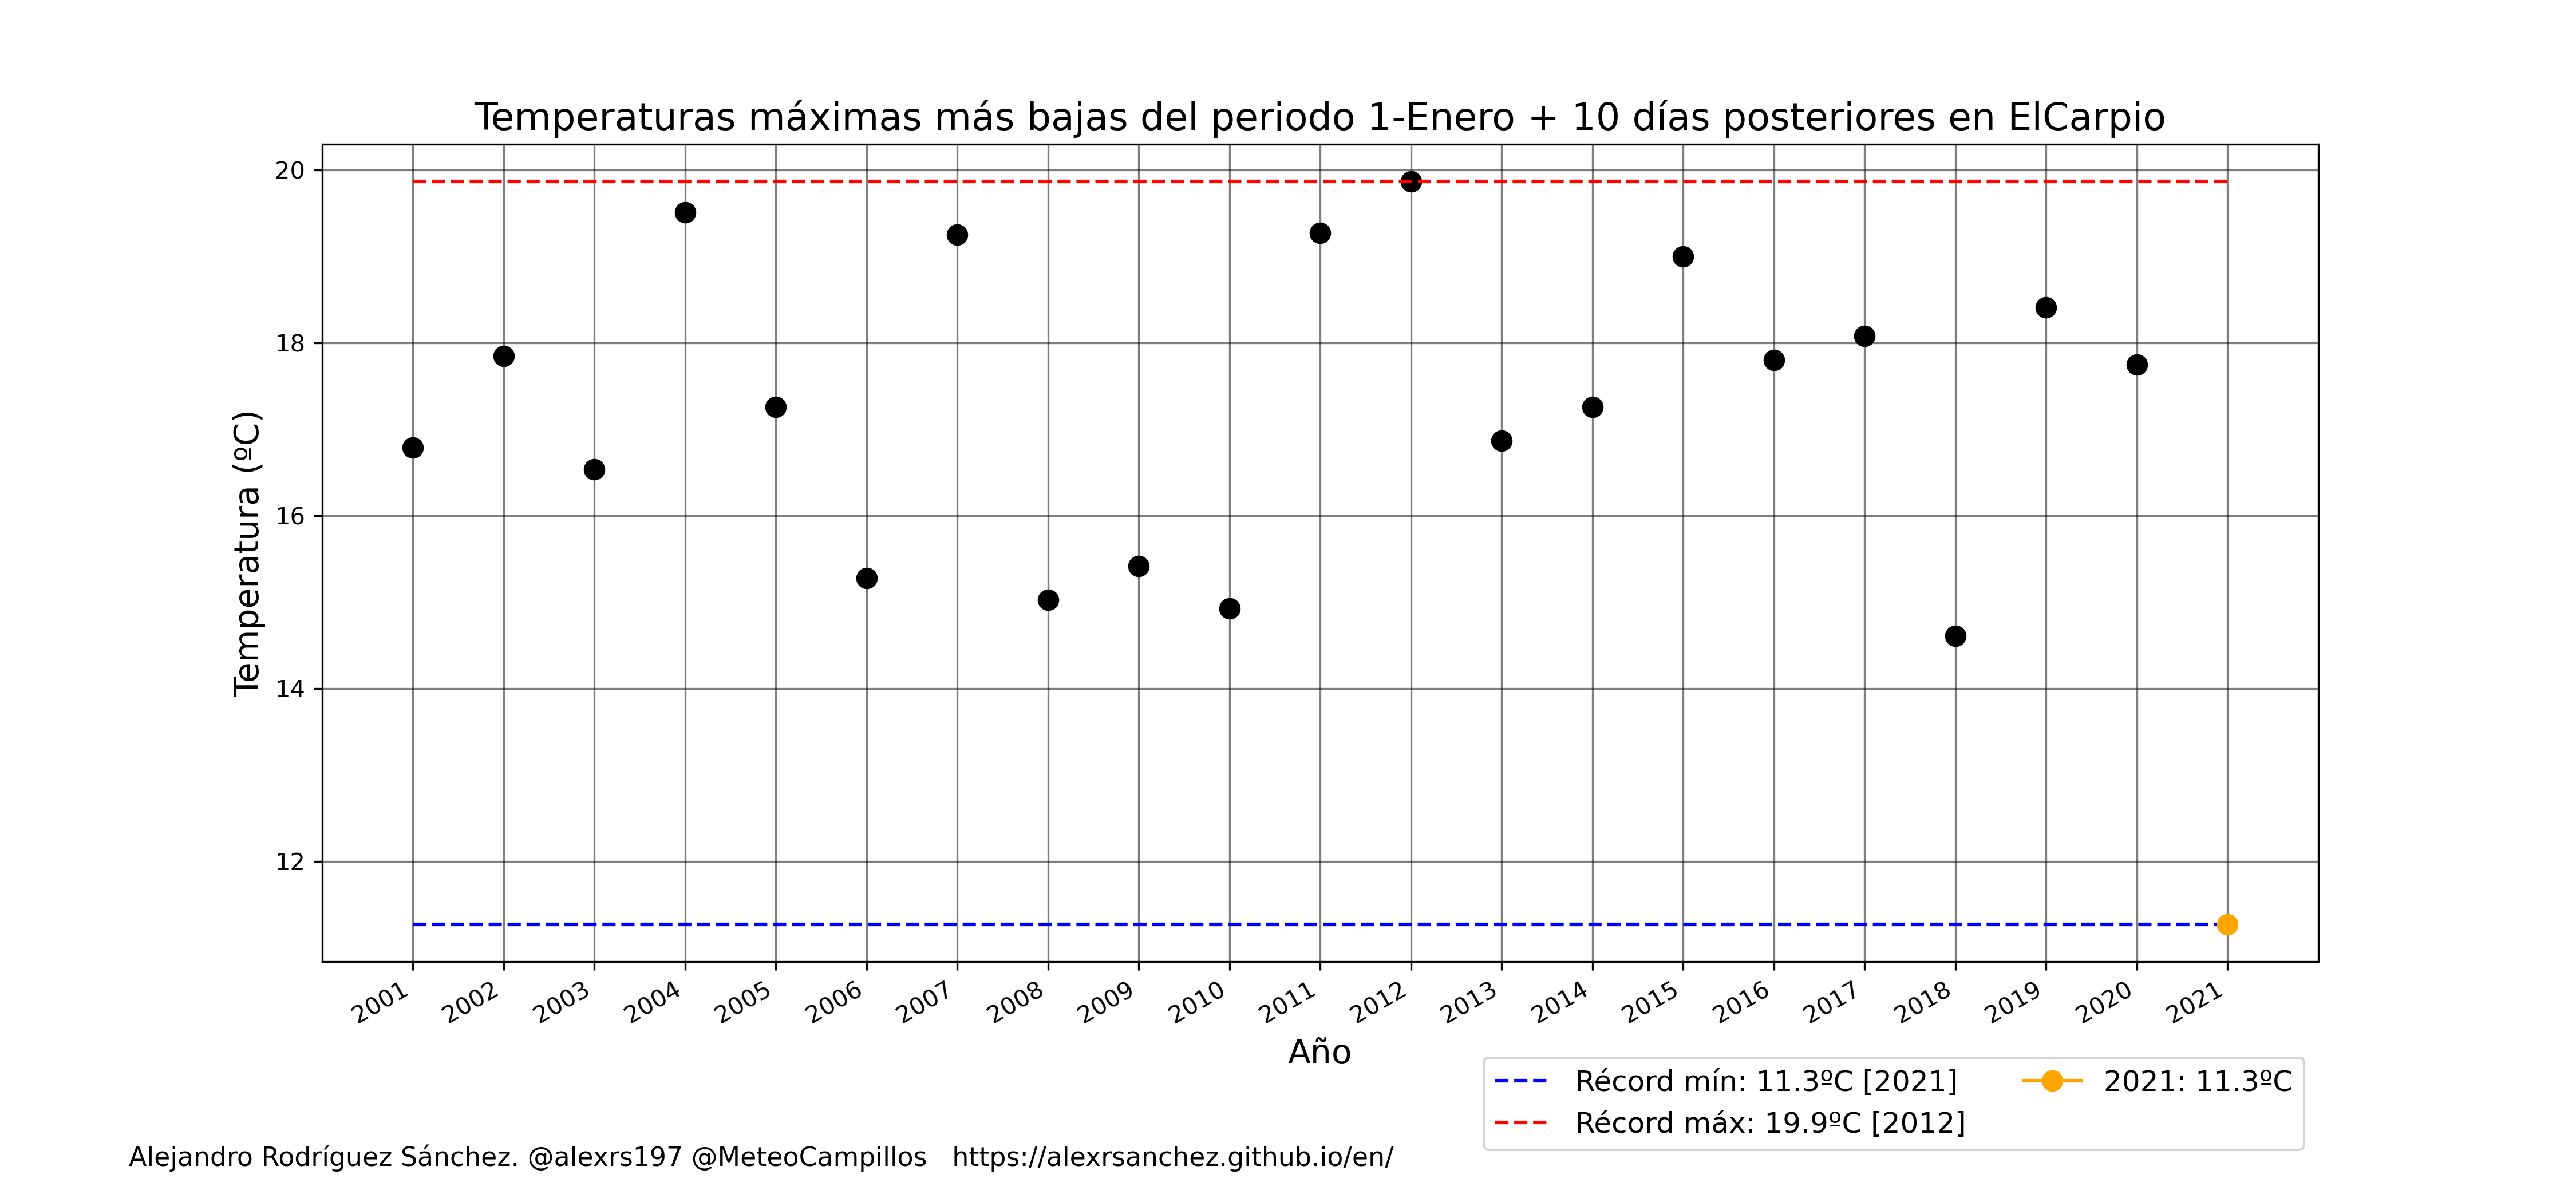 Temperaturas máximas más bajas del periodo 1-Enero + 10 días posteriores en ElCarpio
Temperatura (ºC)
20
18
16
14
12
2001 2002 2003 2004 2005 2006 2007 2008 2009 2010 2011 2012 2013 2014 2015 2016 2017 2018 2019 2020 2021
Año
Récord mín: 11.3ºC [2021]
Récord máx: 19.9ºC [2012]
2021: 11.3ºC
Alejandro Rodríguez Sánchez. @alexrs197 @MeteoCampillos https://alexrsanchez.github.io/en/